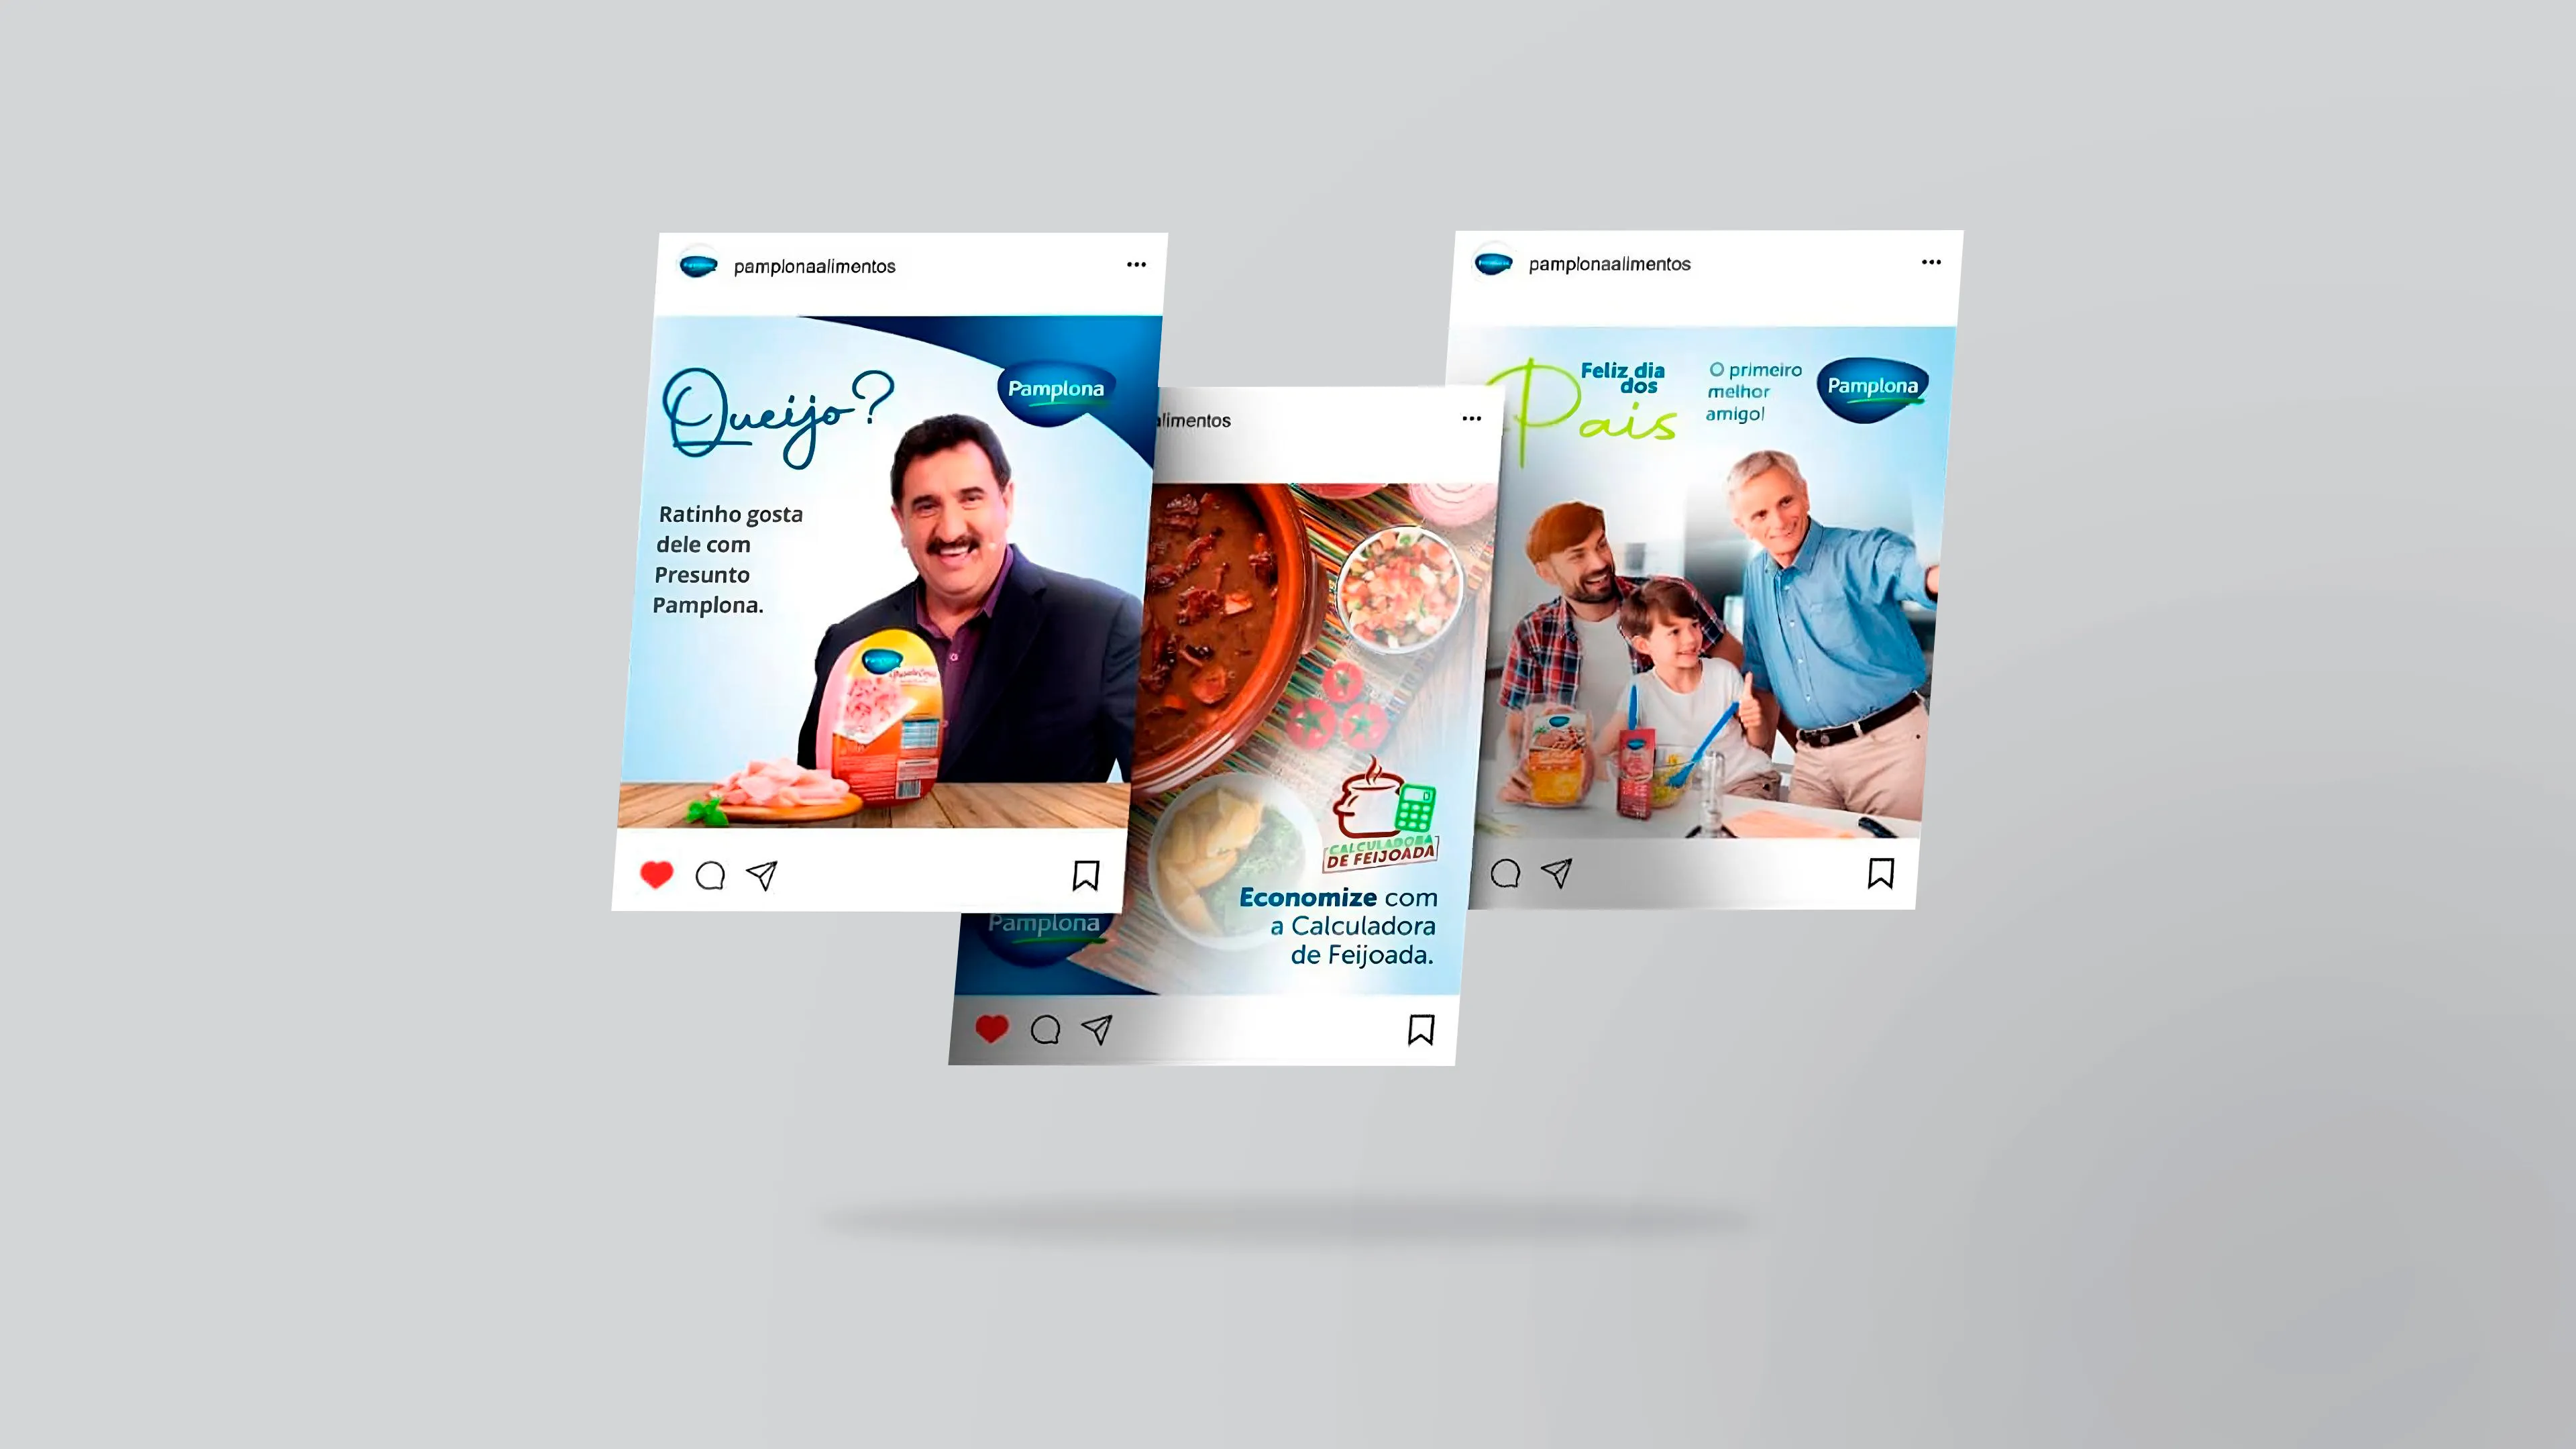 pamplonaalimentos
Queijo?
Pamplona
Ratinho gosta
dele com
Presunto
Pamplona.
alimentos
CALCULADORA
DE FEIJOADA
Economize com
a Calculadora
de Feijoada.
Pamplona
pamplonaalimentos
Feliz dia
dos
Pais
O primeiro
melhor
amigo!
Pamplona